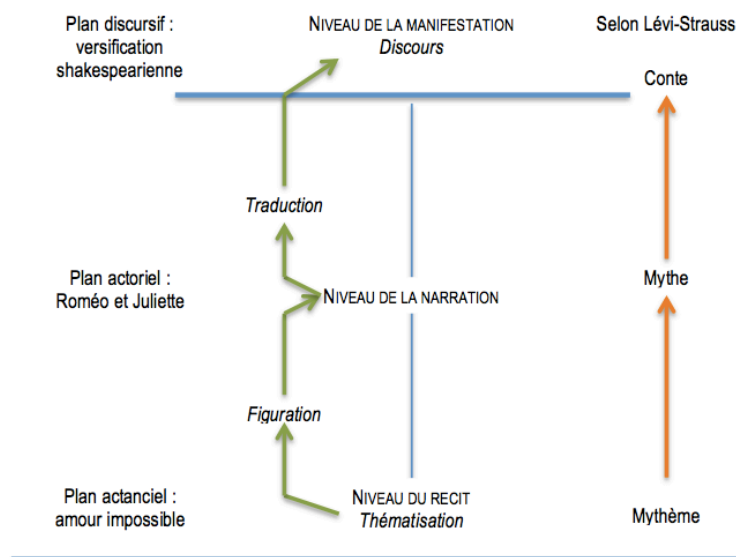 Plan discursif :
versification
shakespearienne
NIVEAU DE LA MANIFESTATION
Discours
Selon Lévi-Strauss
Conte
Traduction
Plan actoriel :
Roméo et Juliette
NIVEAU DE LA NARRATION
Mythe
Figuration
Plan actanciel :
amour impossible
NIVEAU DU RECIT
Thématisation
Mythème